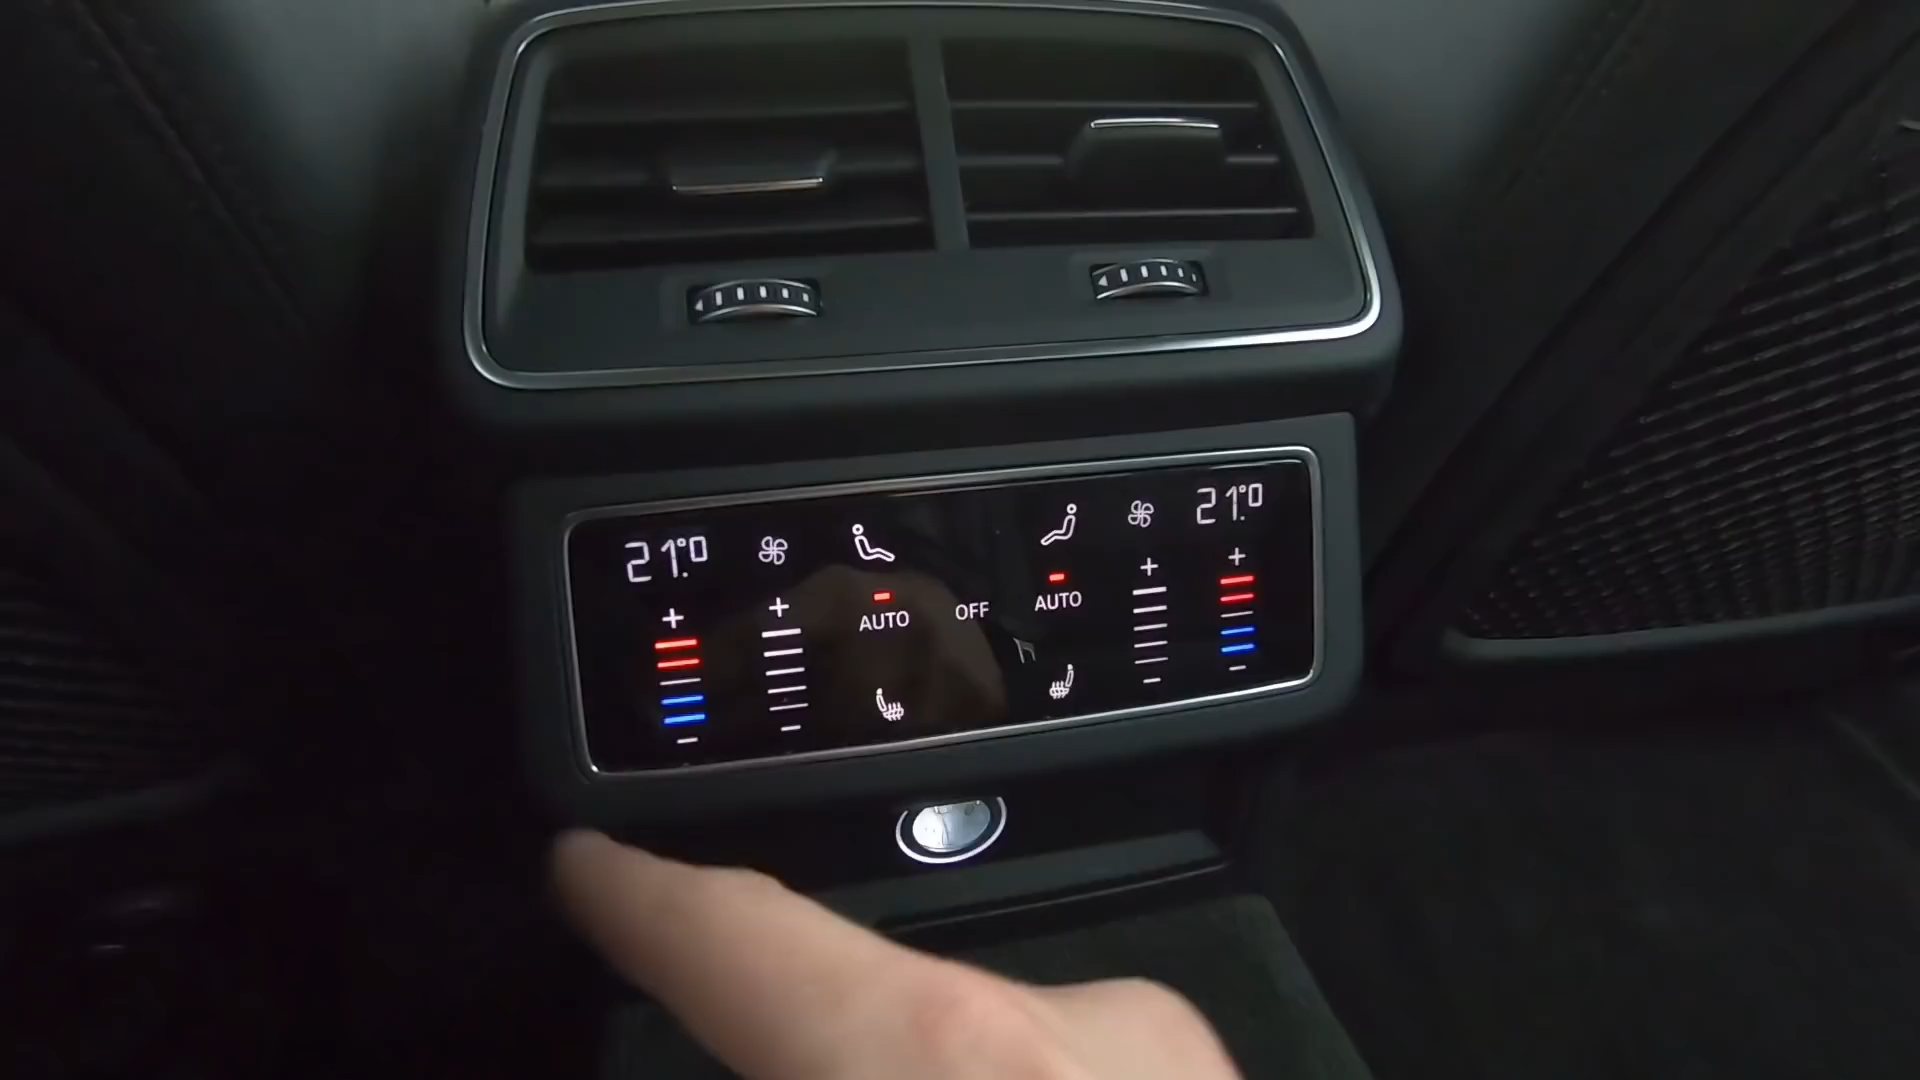 21.0° 21.0°
+ + + +
AUTO OFF AUTO
- - - -